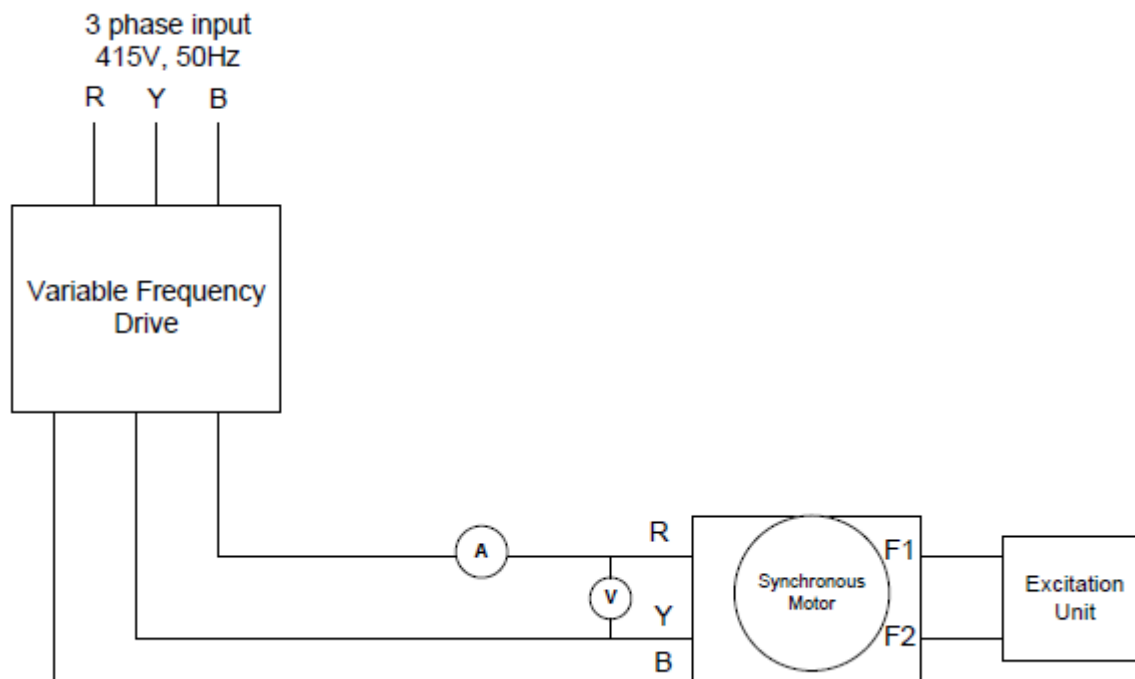 3 phase input
415V, 50Hz
R Y B
Variable Frequency
Drive
A
R
F1
V
Synchronous
Motor
Excitation
Unit
Y
F2
B